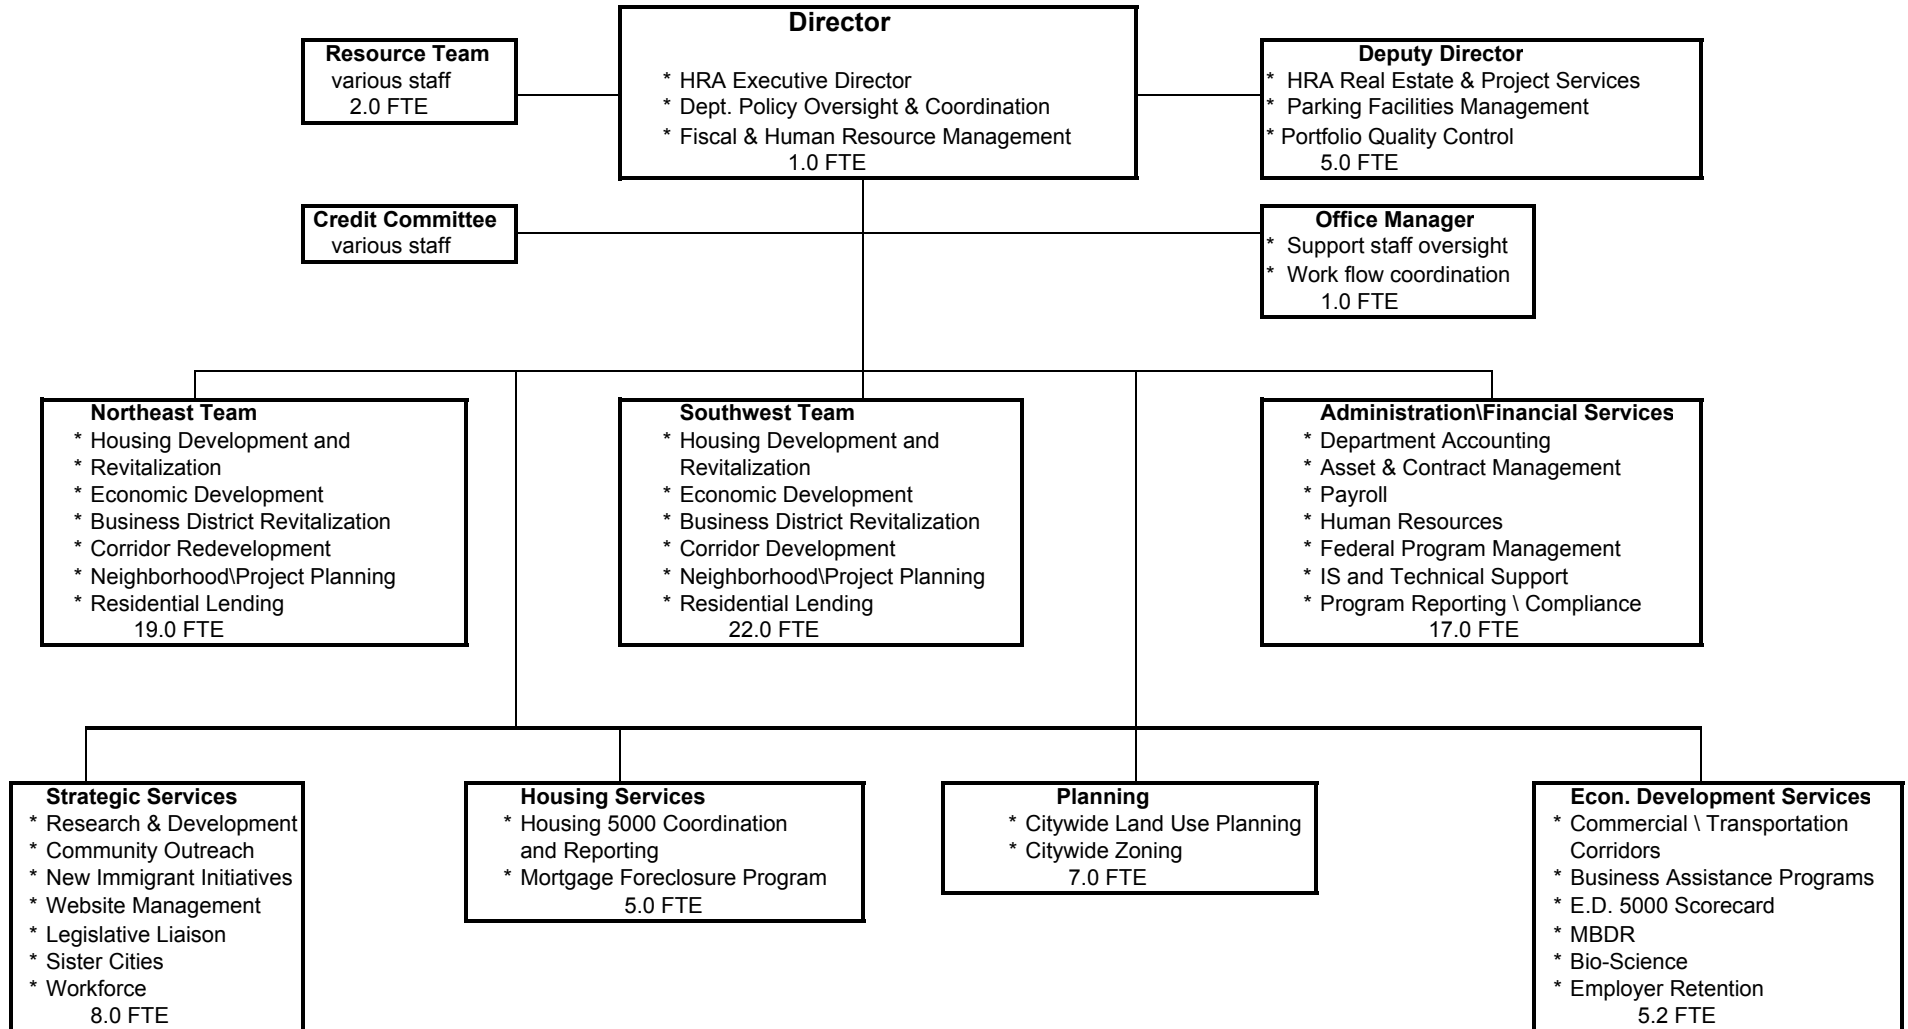 Director
* HRA Executive Director
* Dept. Policy Oversight & Coordination
* Fiscal & Human Resource Management
1.0 FTE
Resource Team
various staff
2.0 FTE
Deputy Director
* HRA Real Estate & Project Services
* Parking Facilities Management
* Portfolio Quality Control
5.0 FTE
Credit Committee
various staff
Office Manager
* Support staff oversight
* Work flow coordination
1.0 FTE
Northeast Team
* Housing Development and
* Revitalization
* Economic Development
* Business District Revitalization
* Corridor Redevelopment
* Neighborhood\Project Planning
* Residential Lending
19.0 FTE
Southwest Team
* Housing Development and
Revitalization
* Economic Development
* Business District Revitalization
* Corridor Development
* Neighborhood\Project Planning
* Residential Lending
22.0 FTE
Administration\Financial Services
* Department Accounting
* Asset & Contract Management
* Payroll
* Human Resources
* Federal Program Management
* IS and Technical Support
* Program Reporting \ Compliance
17.0 FTE
Strategic Services
* Research & Development
* Community Outreach
* New Immigrant Initiatives
* Website Management
* Legislative Liaison
* Sister Cities
* Workforce
8.0 FTE
Housing Services
* Housing 5000 Coordination
and Reporting
* Mortgage Foreclosure Program
5.0 FTE
Planning
* Citywide Land Use Planning
* Citywide Zoning
7.0 FTE
Econ. Development Services
* Commercial \ Transportation
Corridors
* Business Assistance Programs
* E.D. 5000 Scorecard
* MBDR
* Bio-Science
* Employer Retention
5.2 FTE